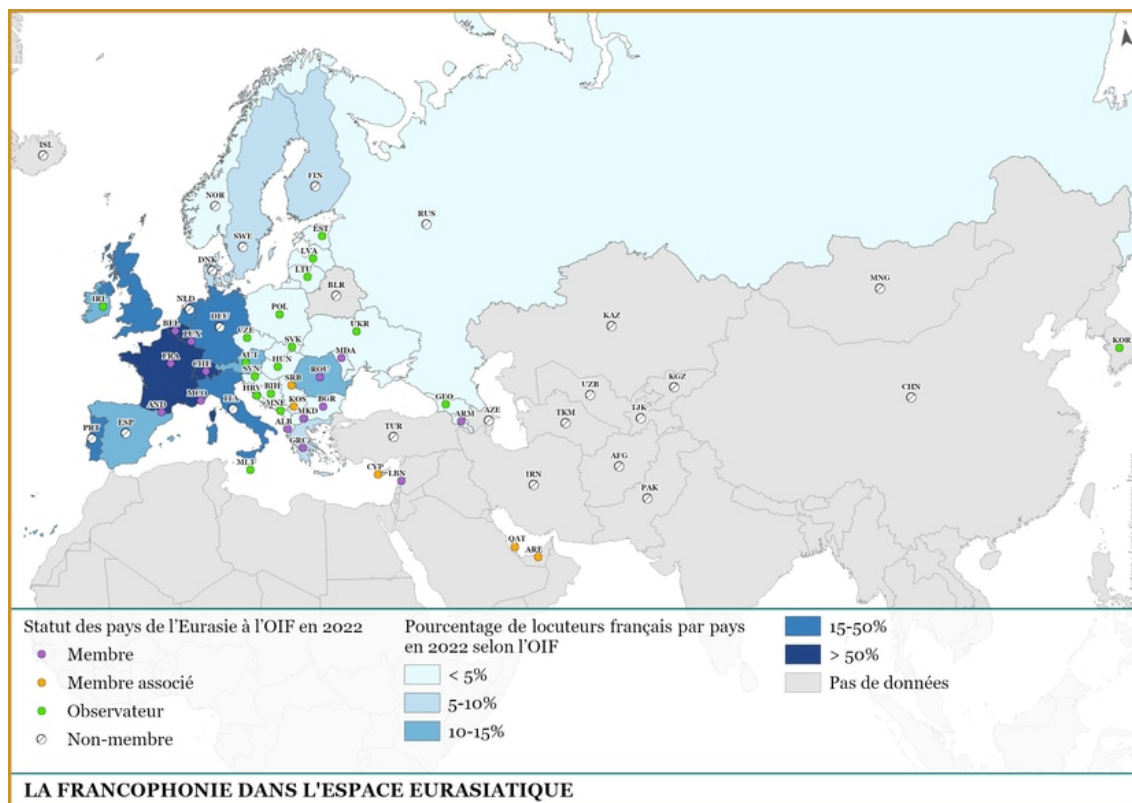 ISL
FIN
NOR
RUS
SWE
EST
LVA
DNK
LTU
BLR
MNG
NLD
IRL
DEU
POL
KAZ
BEL
LUX
CZE
UKR
SVK
KOR
FRA
CHE
AUT
HUN
MDA
SVN
ROU
UZB
KGZ
CHN
SRB
HRV
BIH
MCO
ITA
MNE
KOS
BGR
GEO
ARM
AZE
TKM
TJK
AND
MKD
PRT
ESP
ALB
TUR
GRC
AFG
MLT
CYP
LBN
IRN
PAK
QAT
ARE
Statut des pays de l'Eurasie à l'OIF en 2022
Membre
Membre associé
Observateur
Non-membre
Pourcentage de locuteurs français par pays
en 2022 selon l'OIF
< 5%
5-10%
10-15%
15-50%
> 50%
Pas de données
LA FRANCOPHONIE DANS L'ESPACE EURASIATIQUE